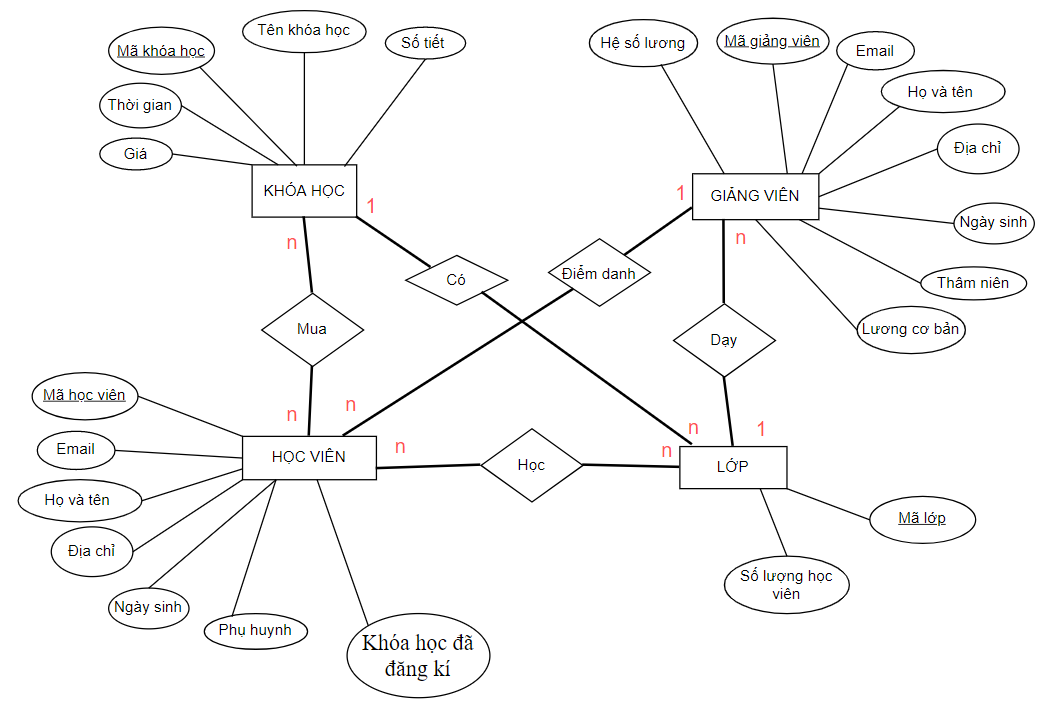 Tên khóa học
Mã khóa học
Số tiết
Thời gian
Giá
KHÓA HỌC
Hệ số lương
Mã giảng viên
Email
Họ và tên
Địa chỉ
GIẢNG VIÊN
Ngày sinh
Thâm niên
Lương cơ bản
1
n
1
n
Có
Điểm danh
Mua
Dạy
n
n
n
n
n
1
Mã học viên
Email
Họ và tên
Địa chỉ
Ngày sinh
Phụ huynh
Khóa học đã
đăng kí
HỌC VIÊN
Học
LỚP
Mã lớp
Số lượng học
viên